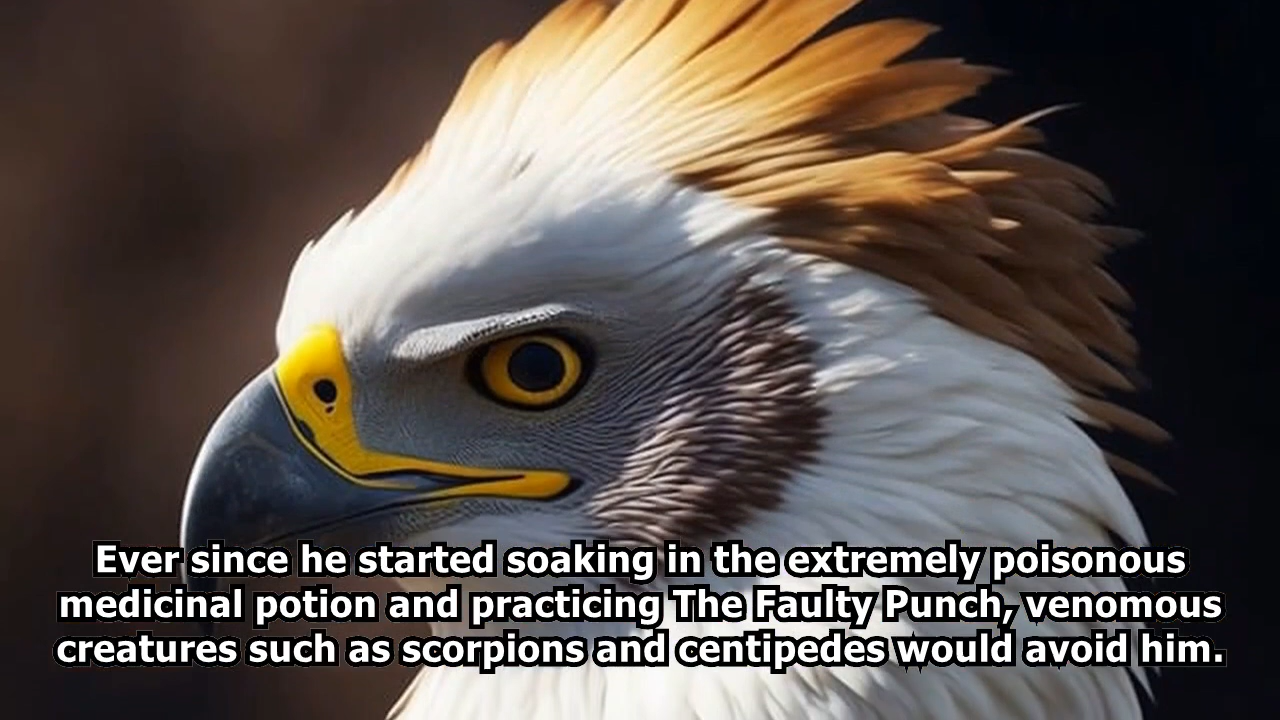 Ever since he started soaking in the extremely poisonous
medicinal potion and practicing The Faulty Punch, venomous
creatures such as scorpions and centipedes would avoid him.